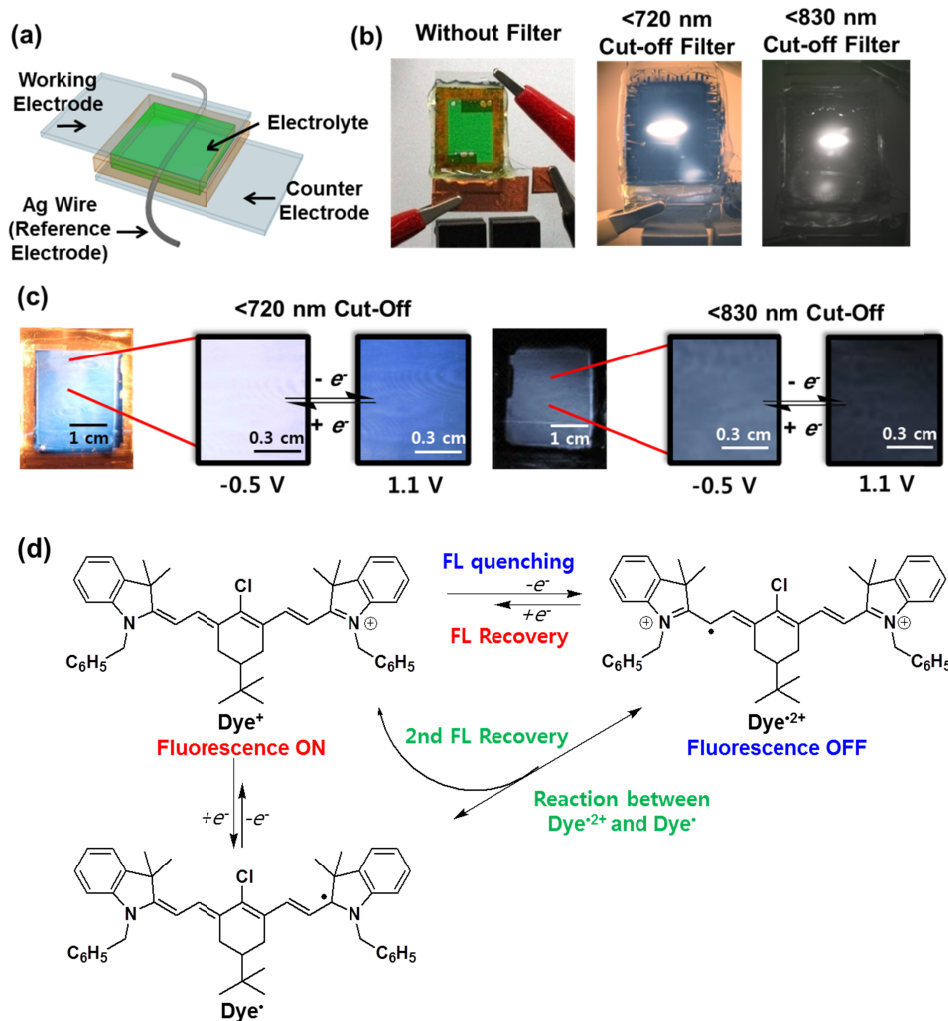 (a)
Working
Electrode
Electrolyte
Counter
Electrode
Ag Wire
(Reference
Electrode)
(b)
Without Filter
<720 nm
Cut-off Filter
<830 nm
Cut-off Filter
(c)
<720 nm Cut-Off
1 cm
0.3 cm
- e-
+ e-
0.3 cm
-0.5 V
1.1 V
<830 nm Cut-Off
1 cm
0.3 cm
- e-
+ e-
0.3 cm
-0.5 V
1.1 V
(d)
Cl
N
N
⊕
C6H5
C6H5
Dye+
Fluorescence ON
FL quenching
-e-
+e-
FL Recovery
Cl
⊕
N
N
⊕
C6H5
C6H5
Dye•2+
Fluorescence OFF
2nd FL Recovery
Reaction between
Dye•2+ and Dye•
+e-
-e-
Cl
N
N
C6H5
C6H5
Dye•